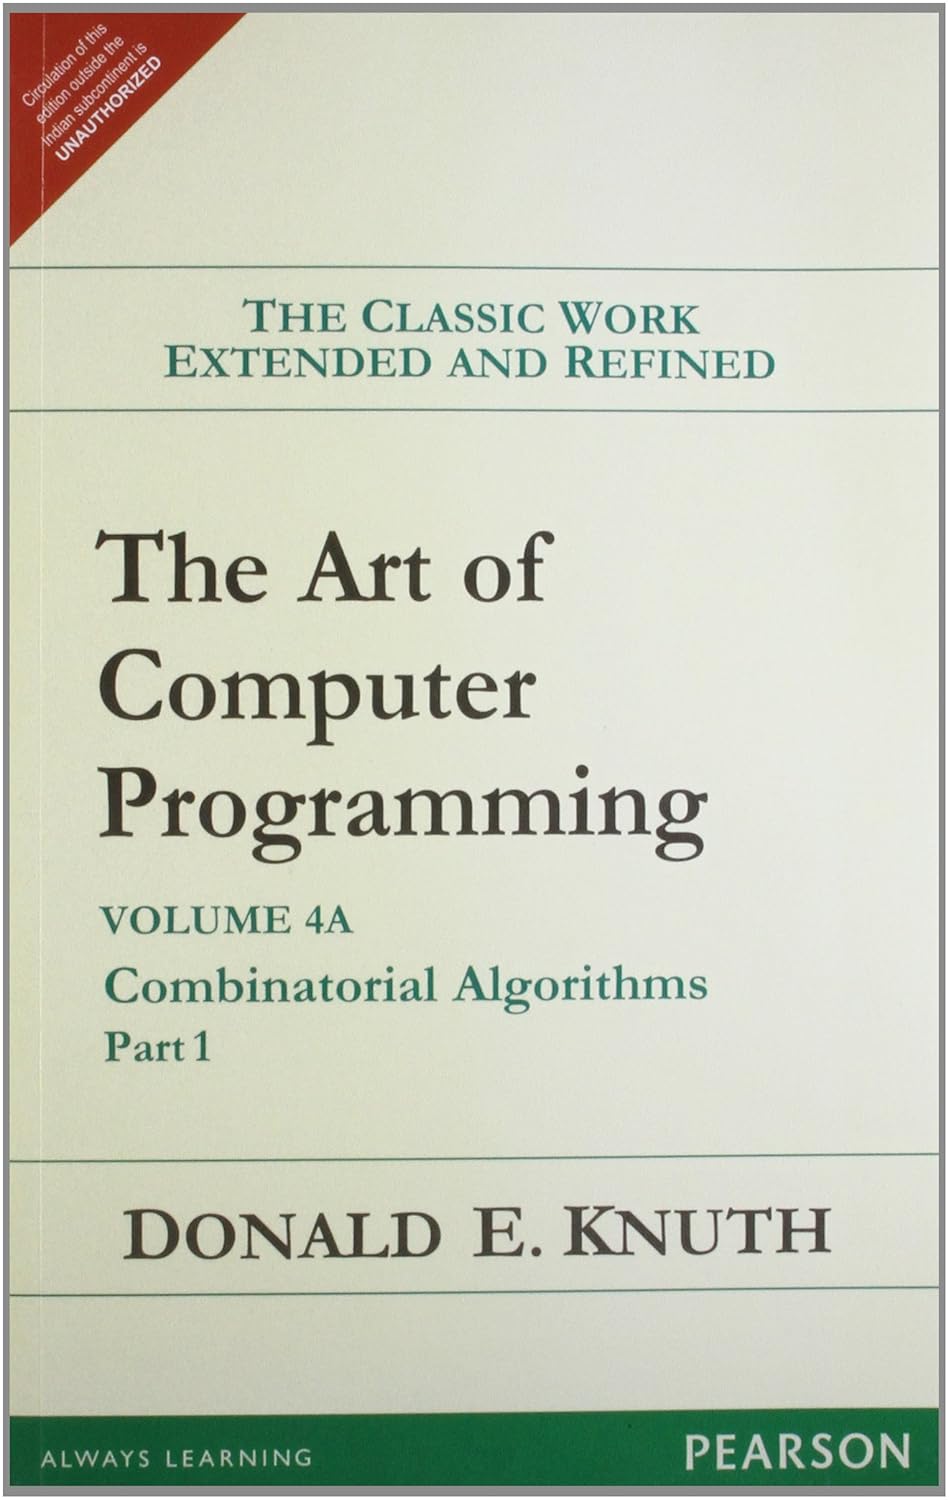 Circulation of this
edition outside the
Indian subcontinent is
UNAUTHORIZED
THE CLASSIC WORK
EXTENDED AND REFINED
The Art of
Computer
Programming
VOLUME 4A
Combinatorial Algorithms
Part 1
DONALD E. KNUTH
ALWAYS LEARNING
PEARSON